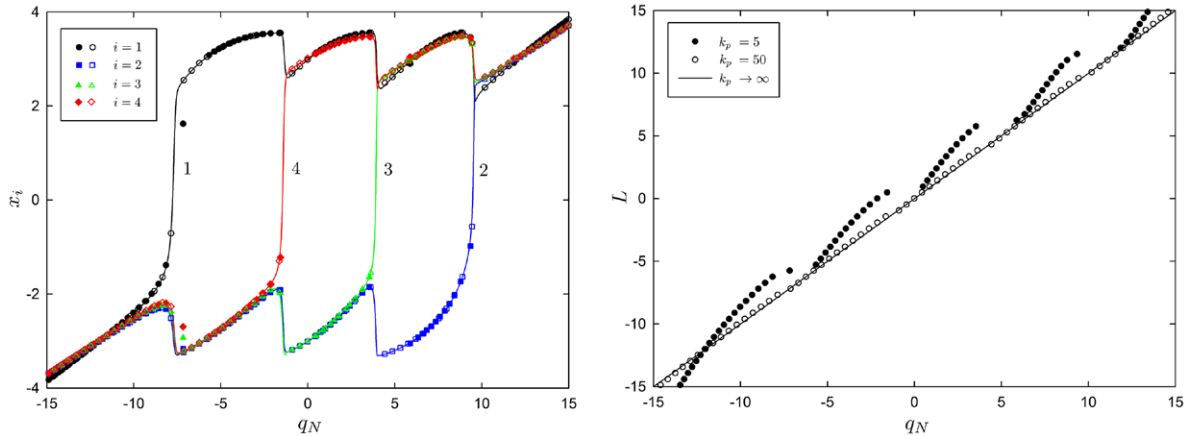 4
2
0
-2
-4
x_i
i = 1
i = 2
i = 3
i = 4
1
4
3
2
-15 -10 -5 0 5 10 15
q_N
15
10
5
0
-5
-10
-15
L
k_p = 5
k_p = 50
k_p → ∞
-15 -10 -5 0 5 10 15
q_N